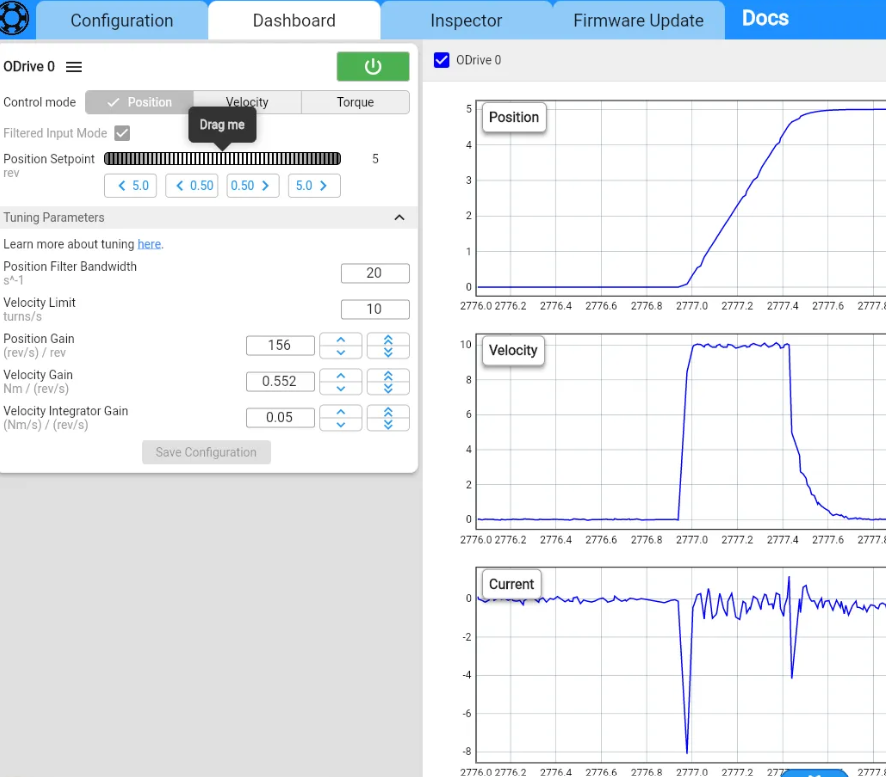 Configuration Dashboard Inspector Firmware Update Docs
ODrive 0
Control mode Position Velocity Torque
Drag me
Filtered Input Mode
Position Setpoint 5
rev
5.0 0.50 0.50 5.0
Tuning Parameters
Learn more about tuning here.
Position Filter Bandwidth 20
s^-1
Velocity Limit 10
turns/s
Position Gain 156
(rev/s) / rev
Velocity Gain 0.552
Nm / (rev/s)
Velocity Integrator Gain 0.05
(Nm/s) / (rev/s)
Save Configuration
ODrive 0
Position
5
4
3
2
1
0
2776.0 2776.2 2776.4 2776.6 2776.8 2777.0 2777.2 2777.4 2777.6 2777.8
Velocity
10
8
6
4
2
0
2776.0 2776.2 2776.4 2776.6 2776.8 2777.0 2777.2 2777.4 2777.6 2777.8
Current
0
-2
-4
-6
-8
2776.0 2776.2 2776.4 2776.6 2776.8 2777.0 2777.2 2777.8